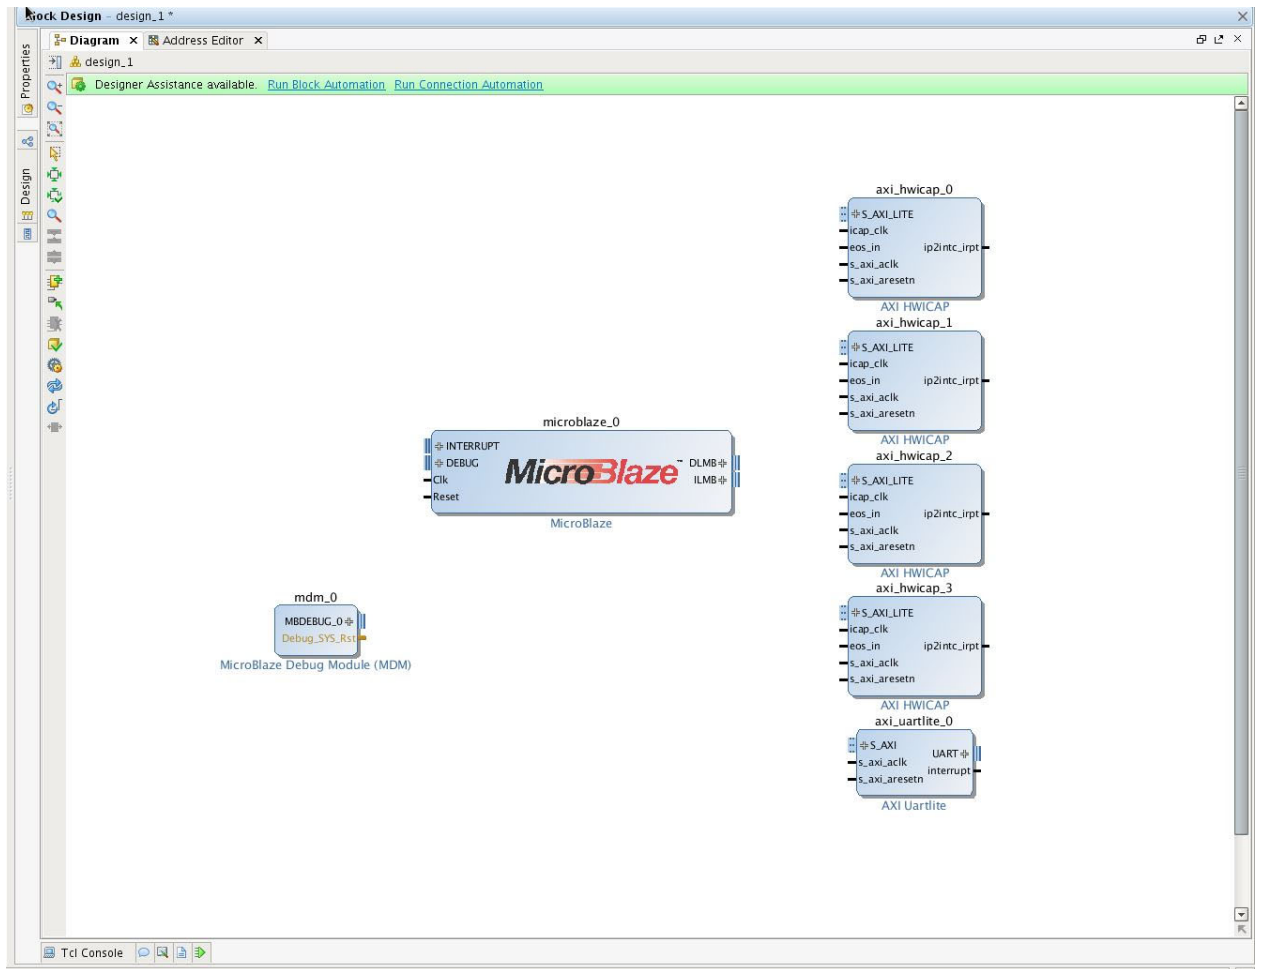 Block Design - design_1 *
Diagram × Address Editor ×
design_1
Designer Assistance available. Run Block Automation Run Connection Automation
Properties
Design
axi_hwicap_0
S_AXI_LITE
icap_clk
eos_in ip2intc_irpt
s_axi_aclk
s_axi_aresetn
AXI HWICAP
axi_hwicap_1
S_AXI_LITE
icap_clk
eos_in ip2intc_irpt
s_axi_aclk
s_axi_aresetn
AXI HWICAP
microblaze_0
INTERRUPT
DEBUG
Clk
Reset
MicroBlaze™
DLMB
ILMB
MicroBlaze
axi_hwicap_2
S_AXI_LITE
icap_clk
eos_in ip2intc_irpt
s_axi_aclk
s_axi_aresetn
AXI HWICAP
mdm_0
MBDEBUG_0
Debug_SYS_Rst
MicroBlaze Debug Module (MDM)
axi_hwicap_3
S_AXI_LITE
icap_clk
eos_in ip2intc_irpt
s_axi_aclk
s_axi_aresetn
AXI HWICAP
axi_uartlite_0
S_AXI
s_axi_aclk
s_axi_aresetn
UART
interrupt
AXI Uartlite
Tcl Console